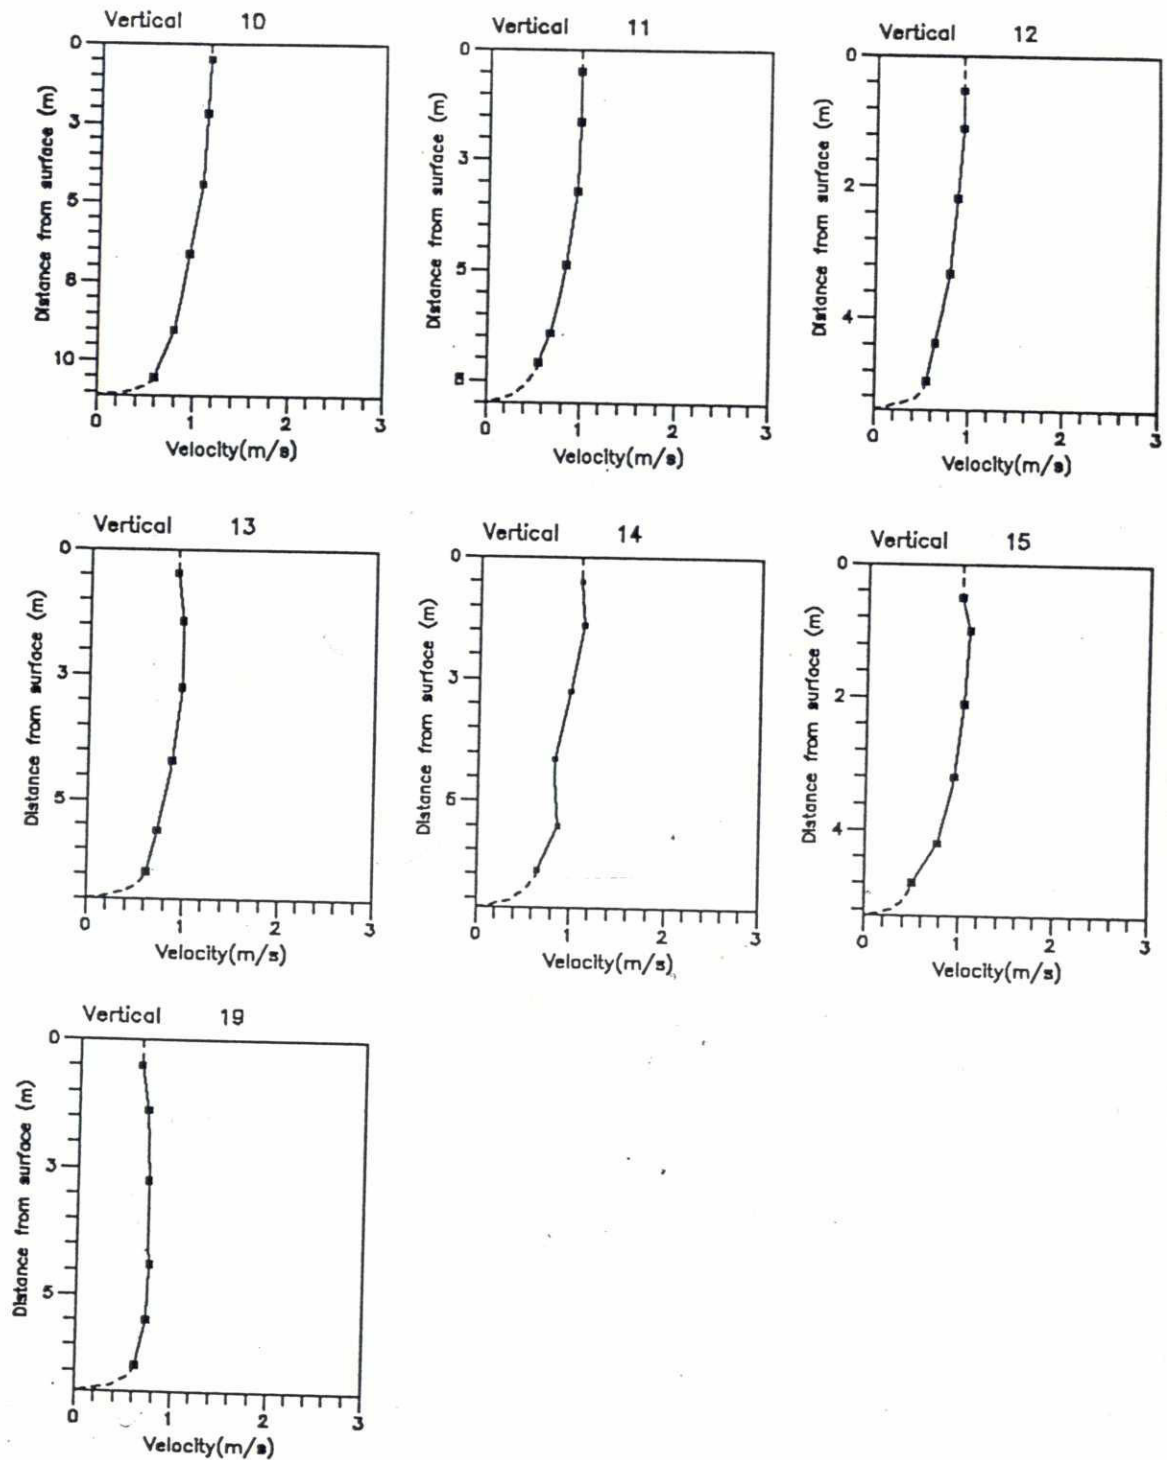 Vertical 10
0
3
5
8
10
Distance from surface (m)
0 1 2 3
Velocity(m/s)
Vertical 11
0
3
5
8
Distance from surface (m)
0 1 2 3
Velocity(m/s)
Vertical 12
0
2
4
Distance from surface (m)
0 1 2 3
Velocity(m/s)
Vertical 13
0
3
5
Distance from surface (m)
0 1 2 3
Velocity(m/s)
Vertical 14
0
3
5
Distance from surface (m)
0 1 2 3
Velocity(m/s)
Vertical 15
0
2
4
Distance from surface (m)
0 1 2 3
Velocity(m/s)
Vertical 19
0
3
5
Distance from surface (m)
0 1 2 3
Velocity(m/s)